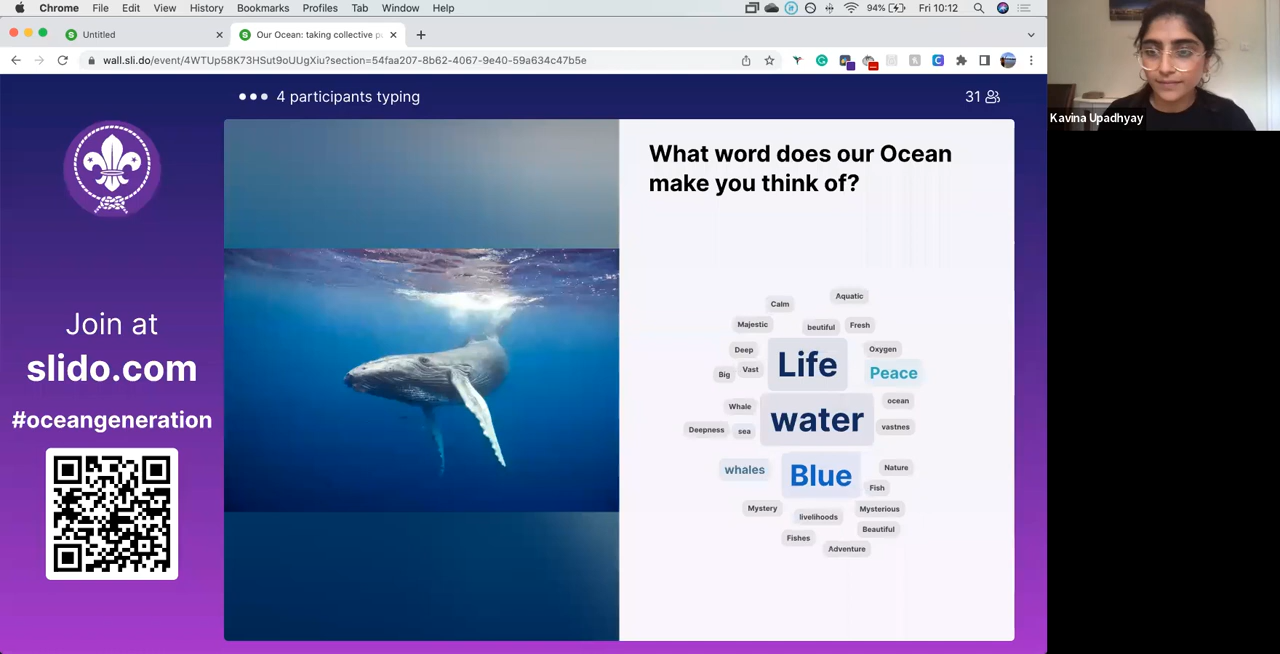 Chrome File Edit View History Bookmarks Profiles Tab Window Help 94% Fri 10:12
Untitled
Our Ocean: taking collective p
wall.sli.do/event/4WTUp58K73HSut9oUUgXiu?section=54faa207-8b62-4067-9e40-59a634c47b5e
4 participants typing
31
Kavina Upadhyay
Join at
slido.com
#oceangeneration
What word does our Ocean
make you think of?
Aquatic
Calm
Majestic
beutiful
Fresh
Deep
Oxygen
Life
Vast
Big
Peace
Whale
ocean
water
Deepness
sea
vastnes
whales
Blue
Nature
Fish
Mystery
livelihoods
Mysterious
Beautiful
Fishes
Adventure